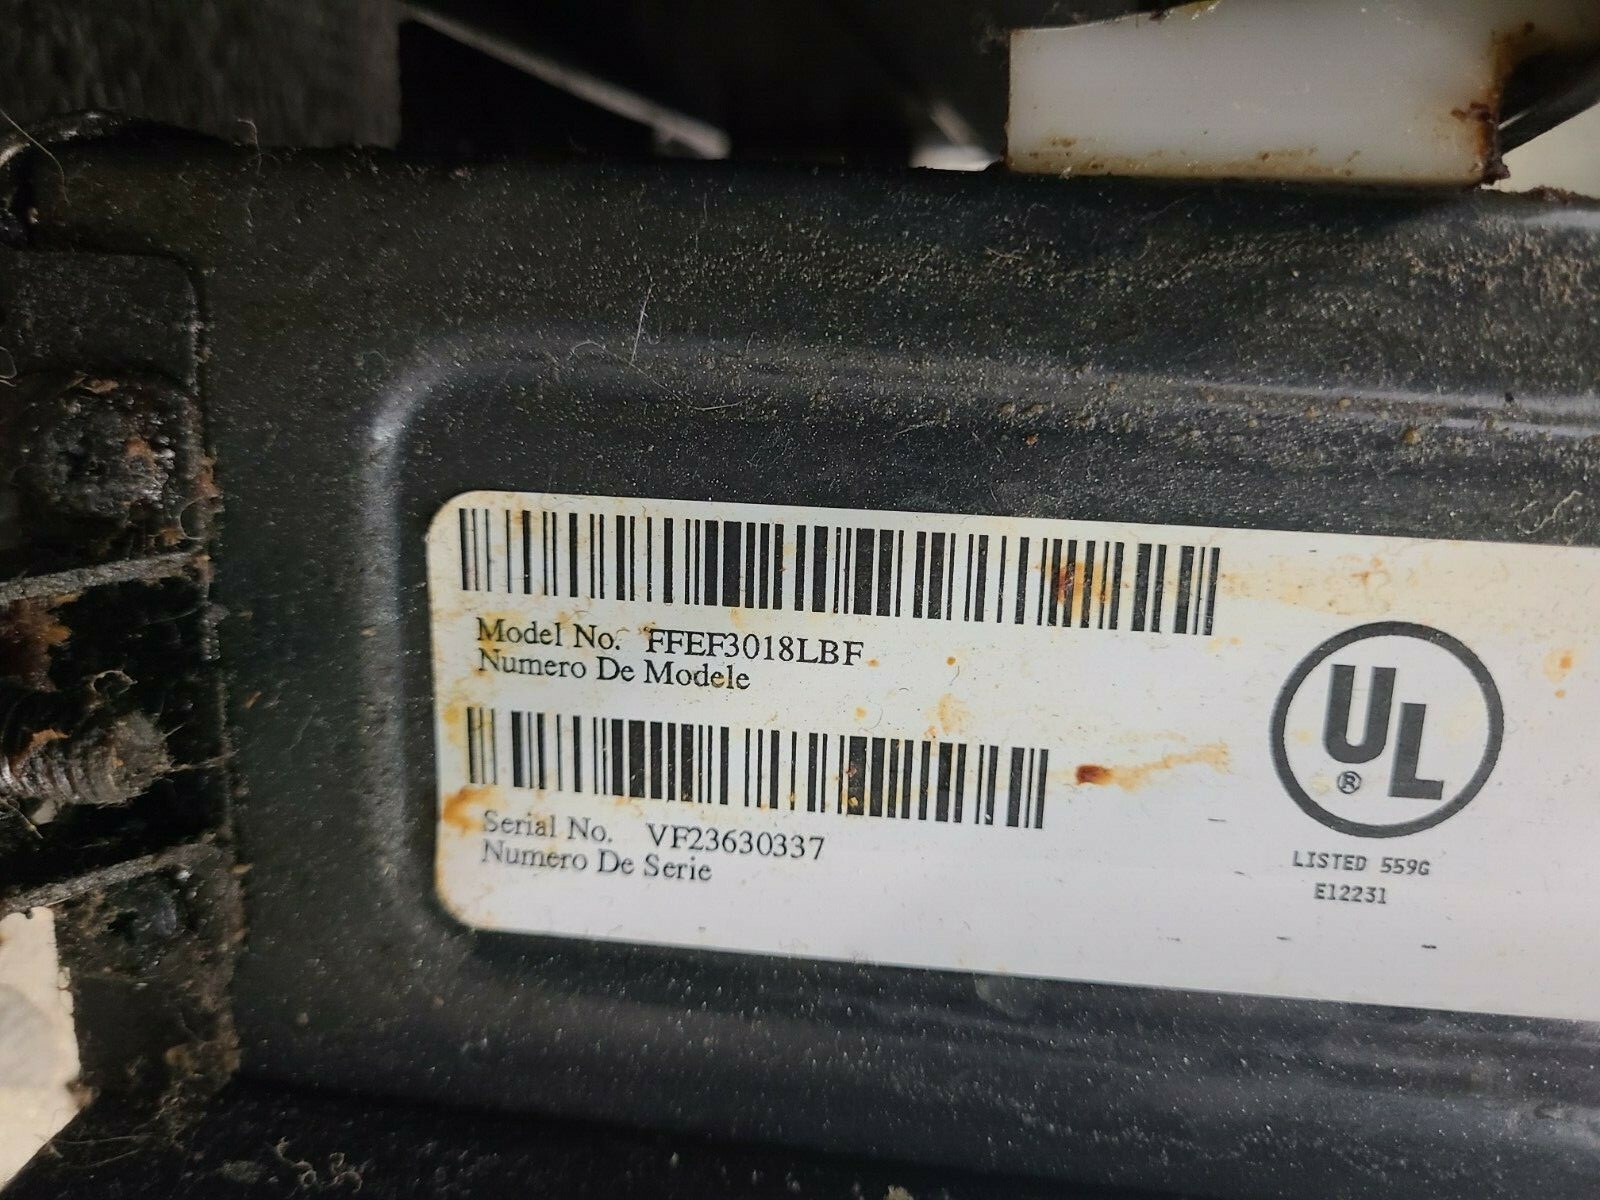 Model No. FFEF3018LBF
Numero De Modele
Serial No. VF23630337
Numero De Serie
UL
®
LISTED 559G
E12231